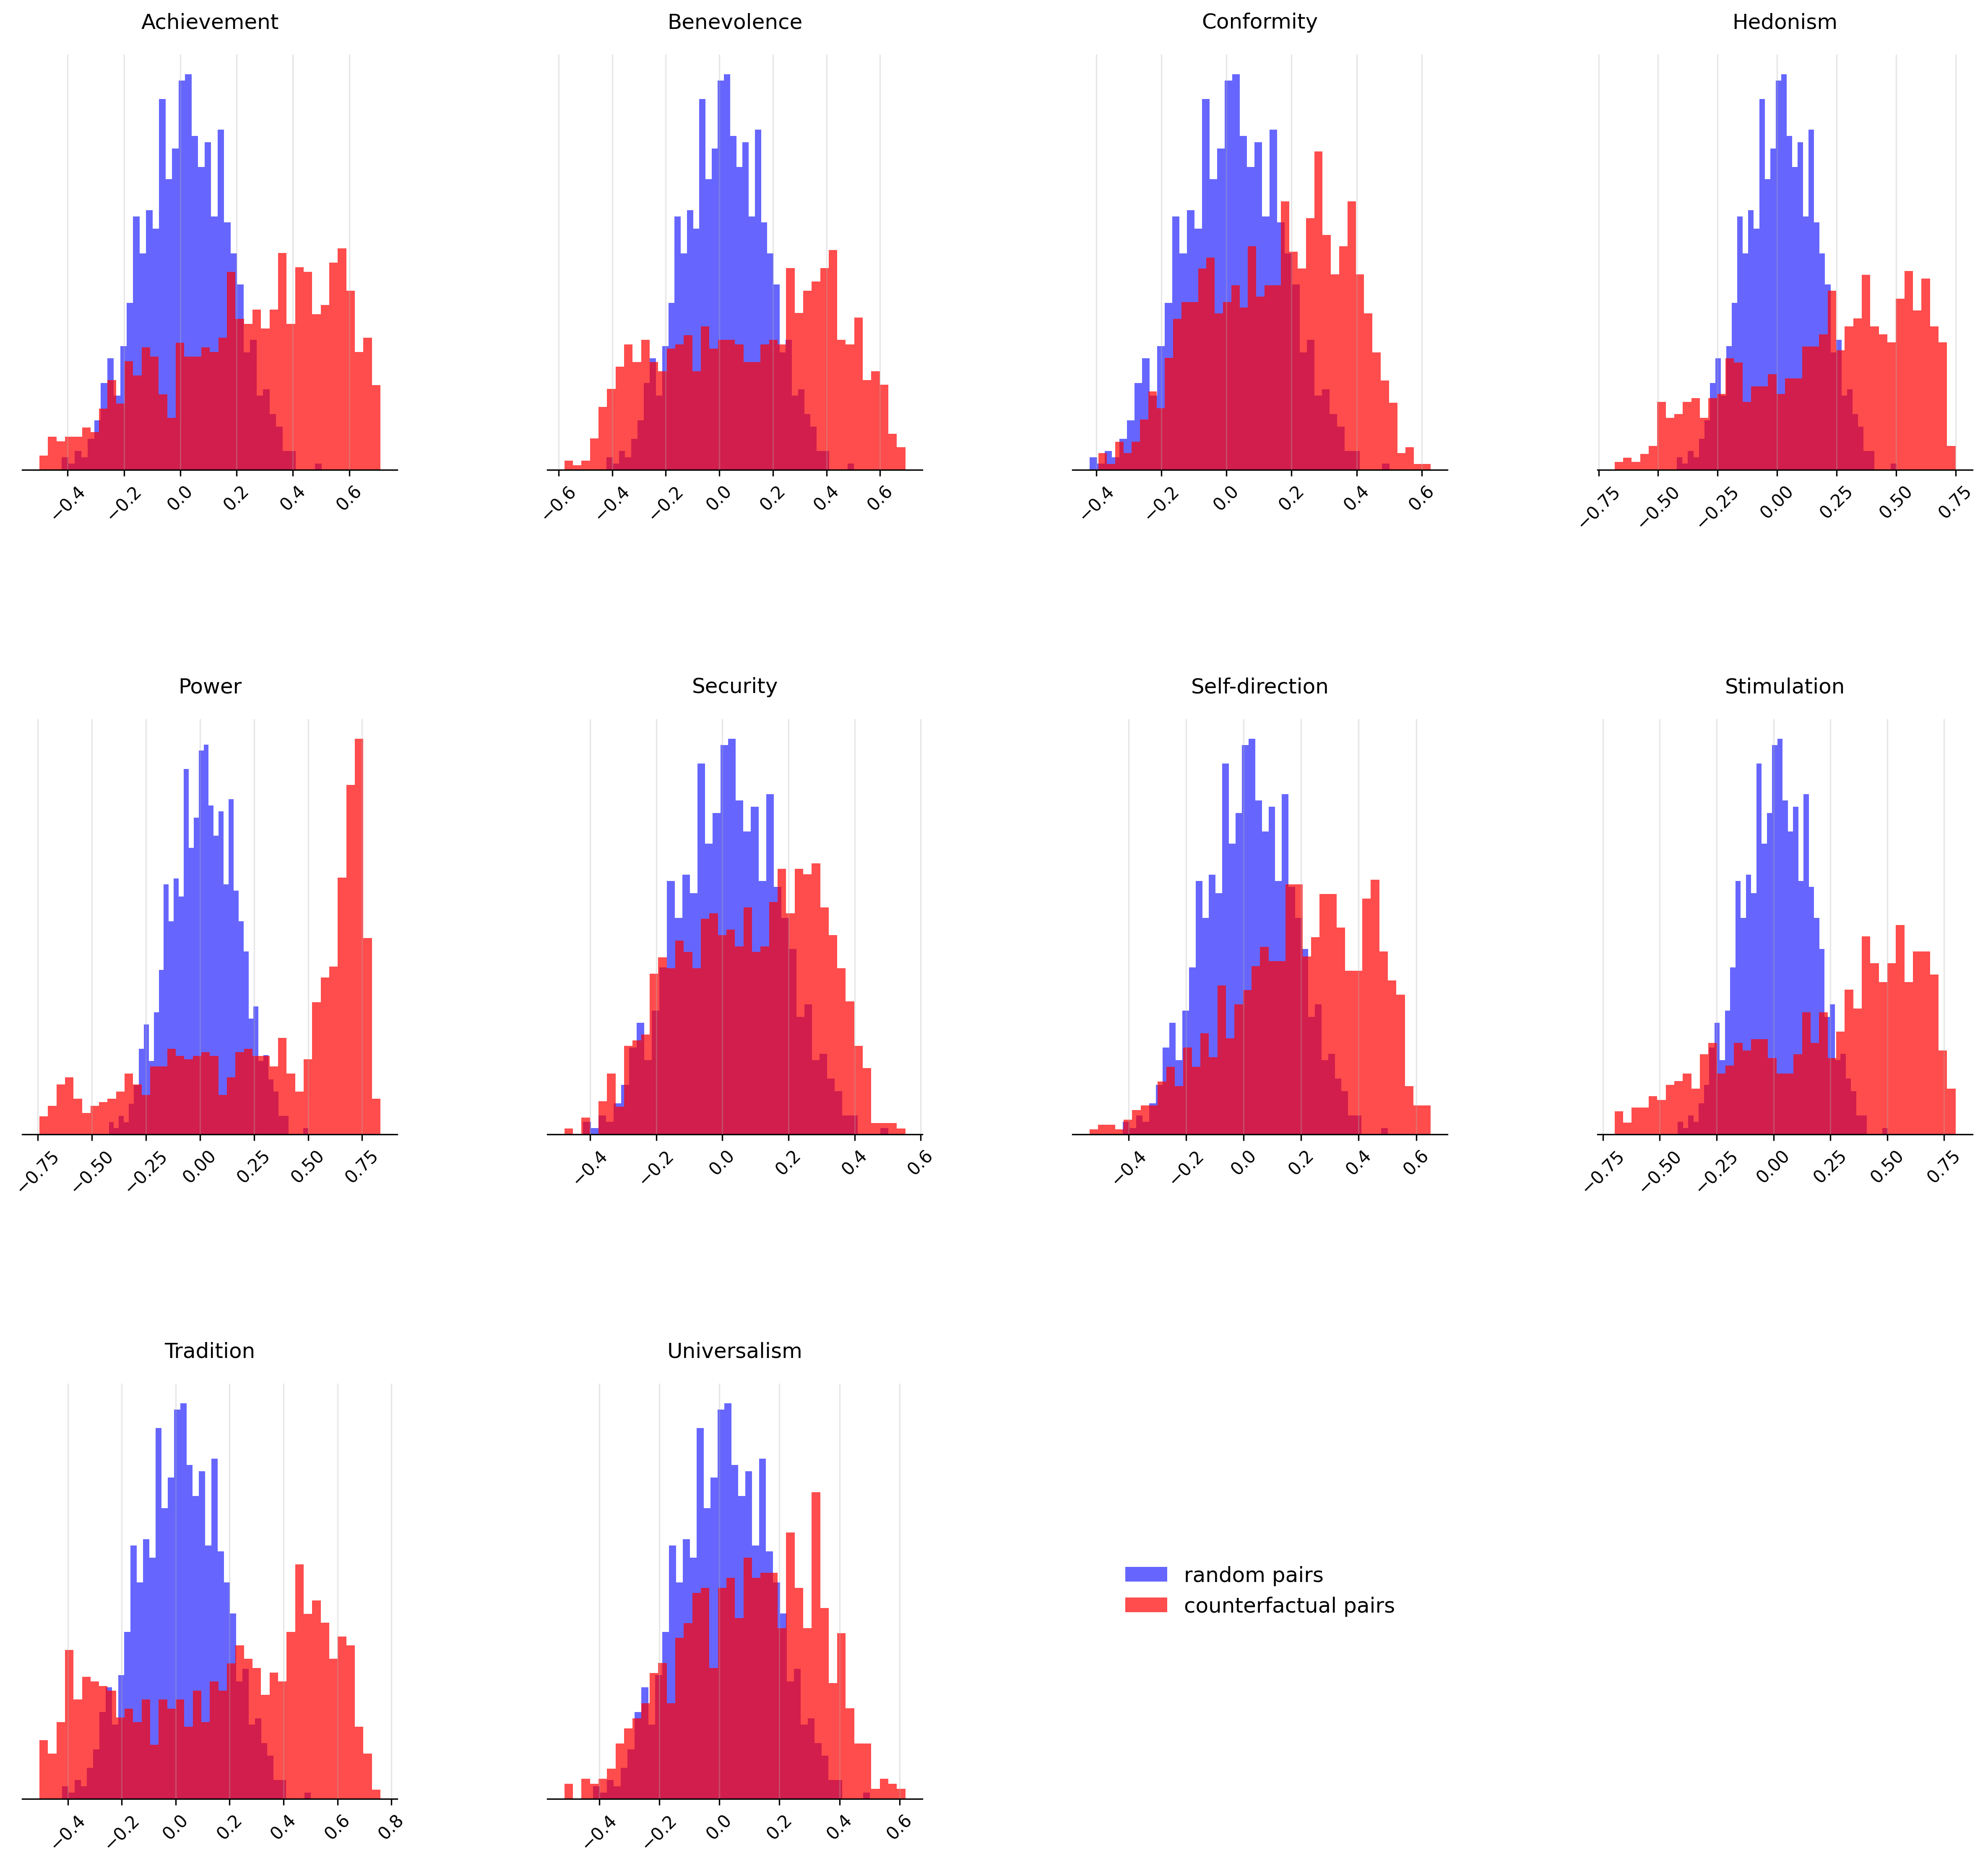 Achievement
Benevolence
Conformity
Hedonism
−0.4 −0.2 0.0 0.2 0.4 0.6
−0.6 −0.4 −0.2 0.0 0.2 0.4 0.6
−0.4 −0.2 0.0 0.2 0.4 0.6
−0.75 −0.50 −0.25 0.00 0.25 0.50 0.75
Power
Security
Self-direction
Stimulation
−0.75 −0.50 −0.25 0.00 0.25 0.50 0.75
−0.4 −0.2 0.0 0.2 0.4 0.6
−0.4 −0.2 0.0 0.2 0.4 0.6
−0.75 −0.50 −0.25 0.00 0.25 0.50 0.75
Tradition
Universalism
random pairs
counterfactual pairs
−0.4 −0.2 0.0 0.2 0.4 0.6 0.8
−0.4 −0.2 0.0 0.2 0.4 0.6